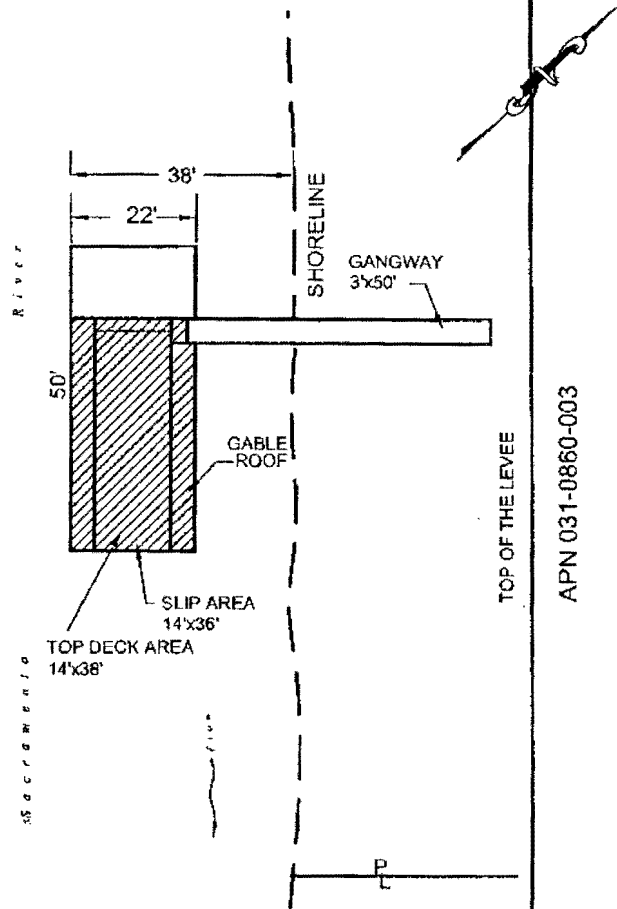 38'
22'
River
SHORELINE
GANGWAY
3'x50'
50'
GABLE
ROOF
TOP OF THE LEVEE
APN 031-0860-003
SLIP AREA
14'x36'
TOP DECK AREA
14'x38'
Sacramento
PL